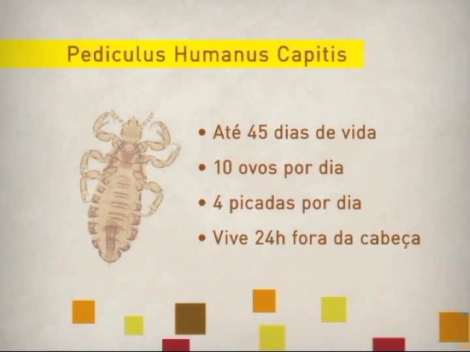 Pediculus Humanus Capitis
• Até 45 dias de vida
• 10 ovos por dia
• 4 picadas por dia
• Vive 24h fora da cabeça